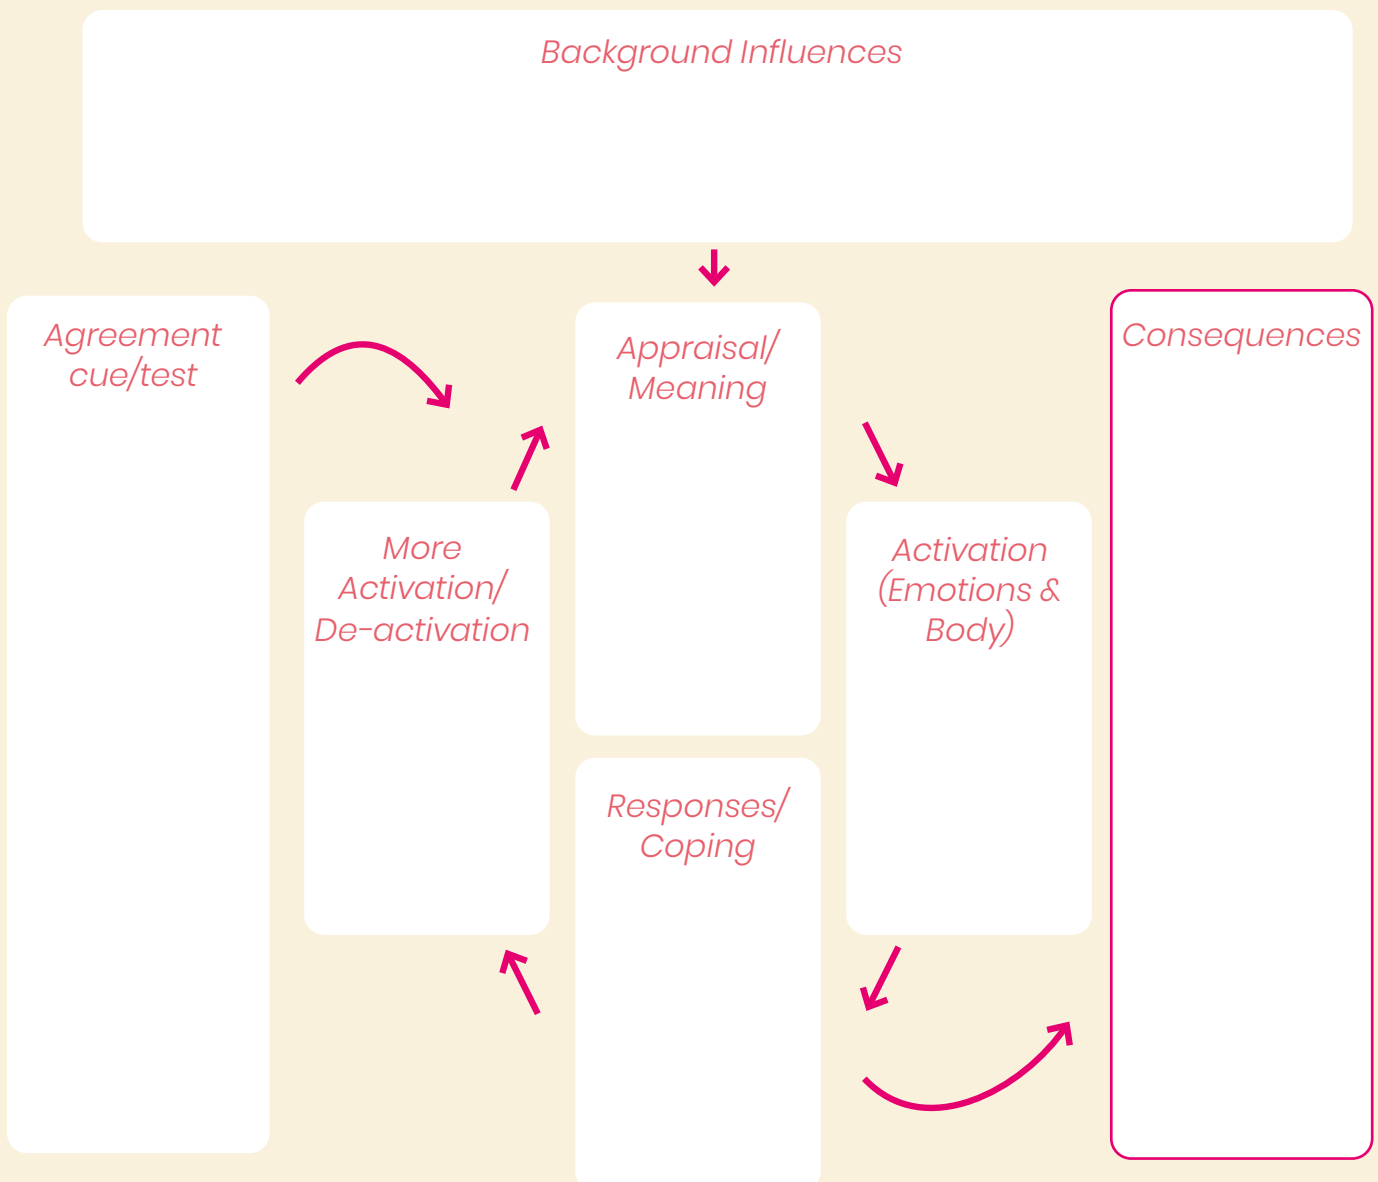 Background Influences
Agreement
cue/test
Appraisal/
Meaning
Consequences
More
Activation/
De-activation
Activation
(Emotions &
Body)
Responses/
Coping